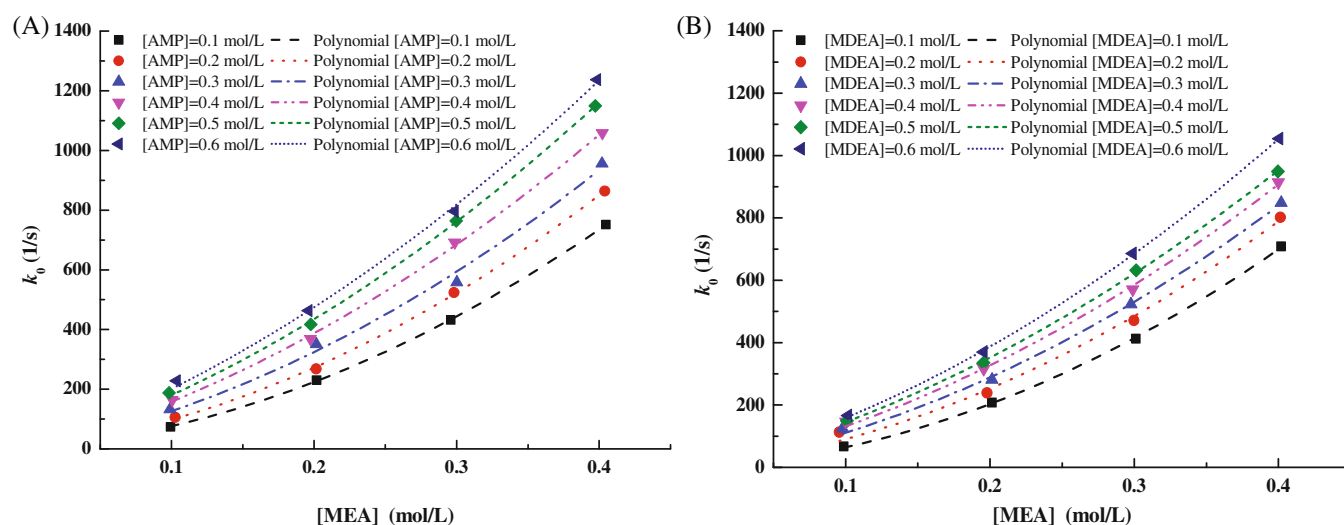 (A)
1400
1200
1000
800
600
400
200
0
k₀ (1/s)
[AMP]=0.1 mol/L Polynomial [AMP]=0.1 mol/L
[AMP]=0.2 mol/L Polynomial [AMP]=0.2 mol/L
[AMP]=0.3 mol/L Polynomial [AMP]=0.3 mol/L
[AMP]=0.4 mol/L Polynomial [AMP]=0.4 mol/L
[AMP]=0.5 mol/L Polynomial [AMP]=0.5 mol/L
[AMP]=0.6 mol/L Polynomial [AMP]=0.6 mol/L
0.1 0.2 0.3 0.4
[MEA] (mol/L)
(B)
1400
1200
1000
800
600
400
200
0
k₀ (1/s)
[MDEA]=0.1 mol/L Polynomial [MDEA]=0.1 mol/L
[MDEA]=0.2 mol/L Polynomial [MDEA]=0.2 mol/L
[MDEA]=0.3 mol/L Polynomial [MDEA]=0.3 mol/L
[MDEA]=0.4 mol/L Polynomial [MDEA]=0.4 mol/L
[MDEA]=0.5 mol/L Polynomial [MDEA]=0.5 mol/L
[MDEA]=0.6 mol/L Polynomial [MDEA]=0.6 mol/L
0.1 0.2 0.3 0.4
[MEA] (mol/L)